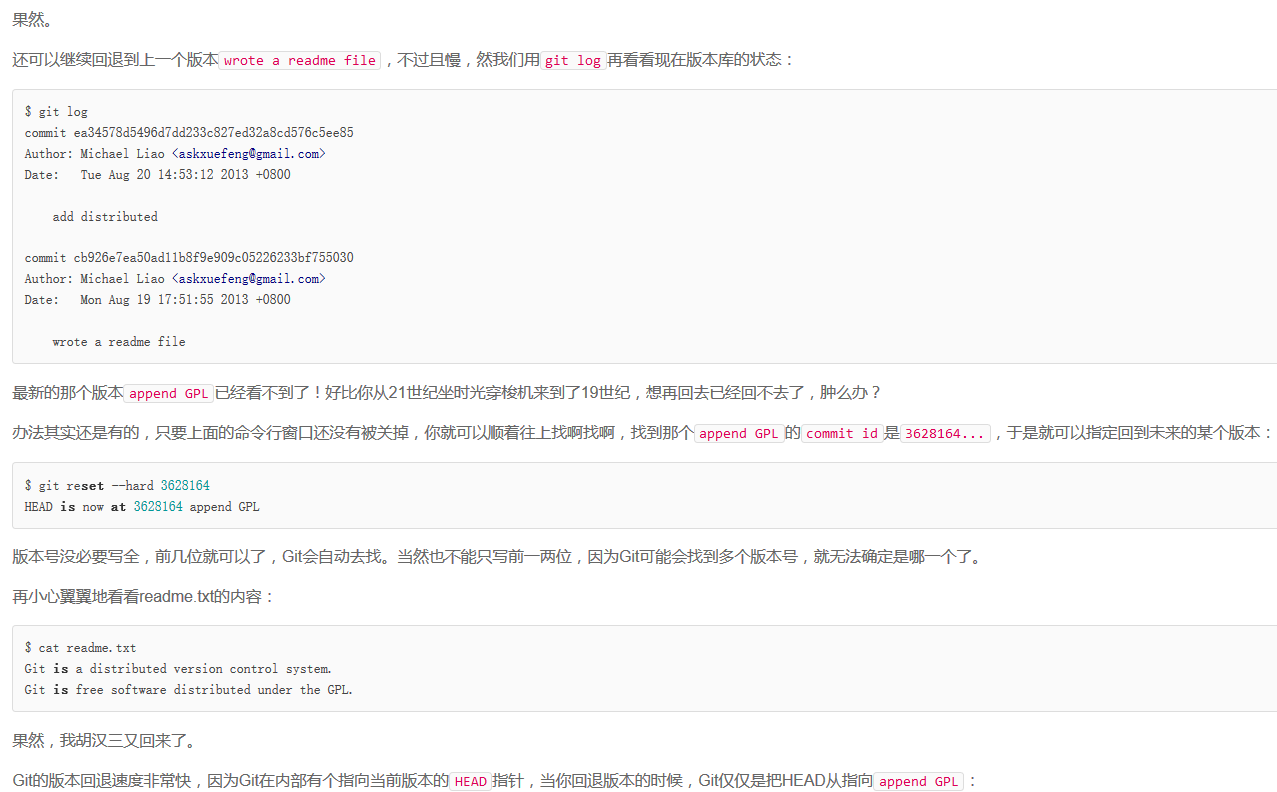 果然。
还可以继续回退到上一个版本wrote a readme file，不过且慢，然我们用git log再看看现在版本库的状态：
$ git log
commit ea34578d5496d7dd233c827ed32a8cd576c5ee85
Author: Michael Liao <askxuefeng@gmail.com>
Date:   Tue Aug 20 14:53:12 2013 +0800
    add distributed
commit cb926e7ea50ad11b8f9e909c05226233bf755030
Author: Michael Liao <askxuefeng@gmail.com>
Date:   Mon Aug 19 17:51:55 2013 +0800
    wrote a readme file
最新的那个版本append GPL已经看不到了！好比你从21世纪坐时光穿梭机来到了19世纪，想再回去已经回不去了，肿么办？
办法其实还是有的，只要上面的命令行窗口还没有被关掉，你就可以顺着往上找啊找啊，找到那个append GPL的commit id是3628164...，于是就可以指定回到未来的某个版本：
$ git reset --hard 3628164
HEAD is now at 3628164 append GPL
版本号没必要写全，前几位就可以了，Git会自动去找。当然也不能只写前一两位，因为Git可能会找到多个版本号，就无法确定是哪一个了。
再小心翼翼地看看readme.txt的内容：
$ cat readme.txt
Git is a distributed version control system.
Git is free software distributed under the GPL.
果然，我胡汉三又回来了。
Git的版本回退速度非常快，因为Git在内部有个指向当前版本的HEAD指针，当你回退版本的时候，Git仅仅是把HEAD从指向append GPL：